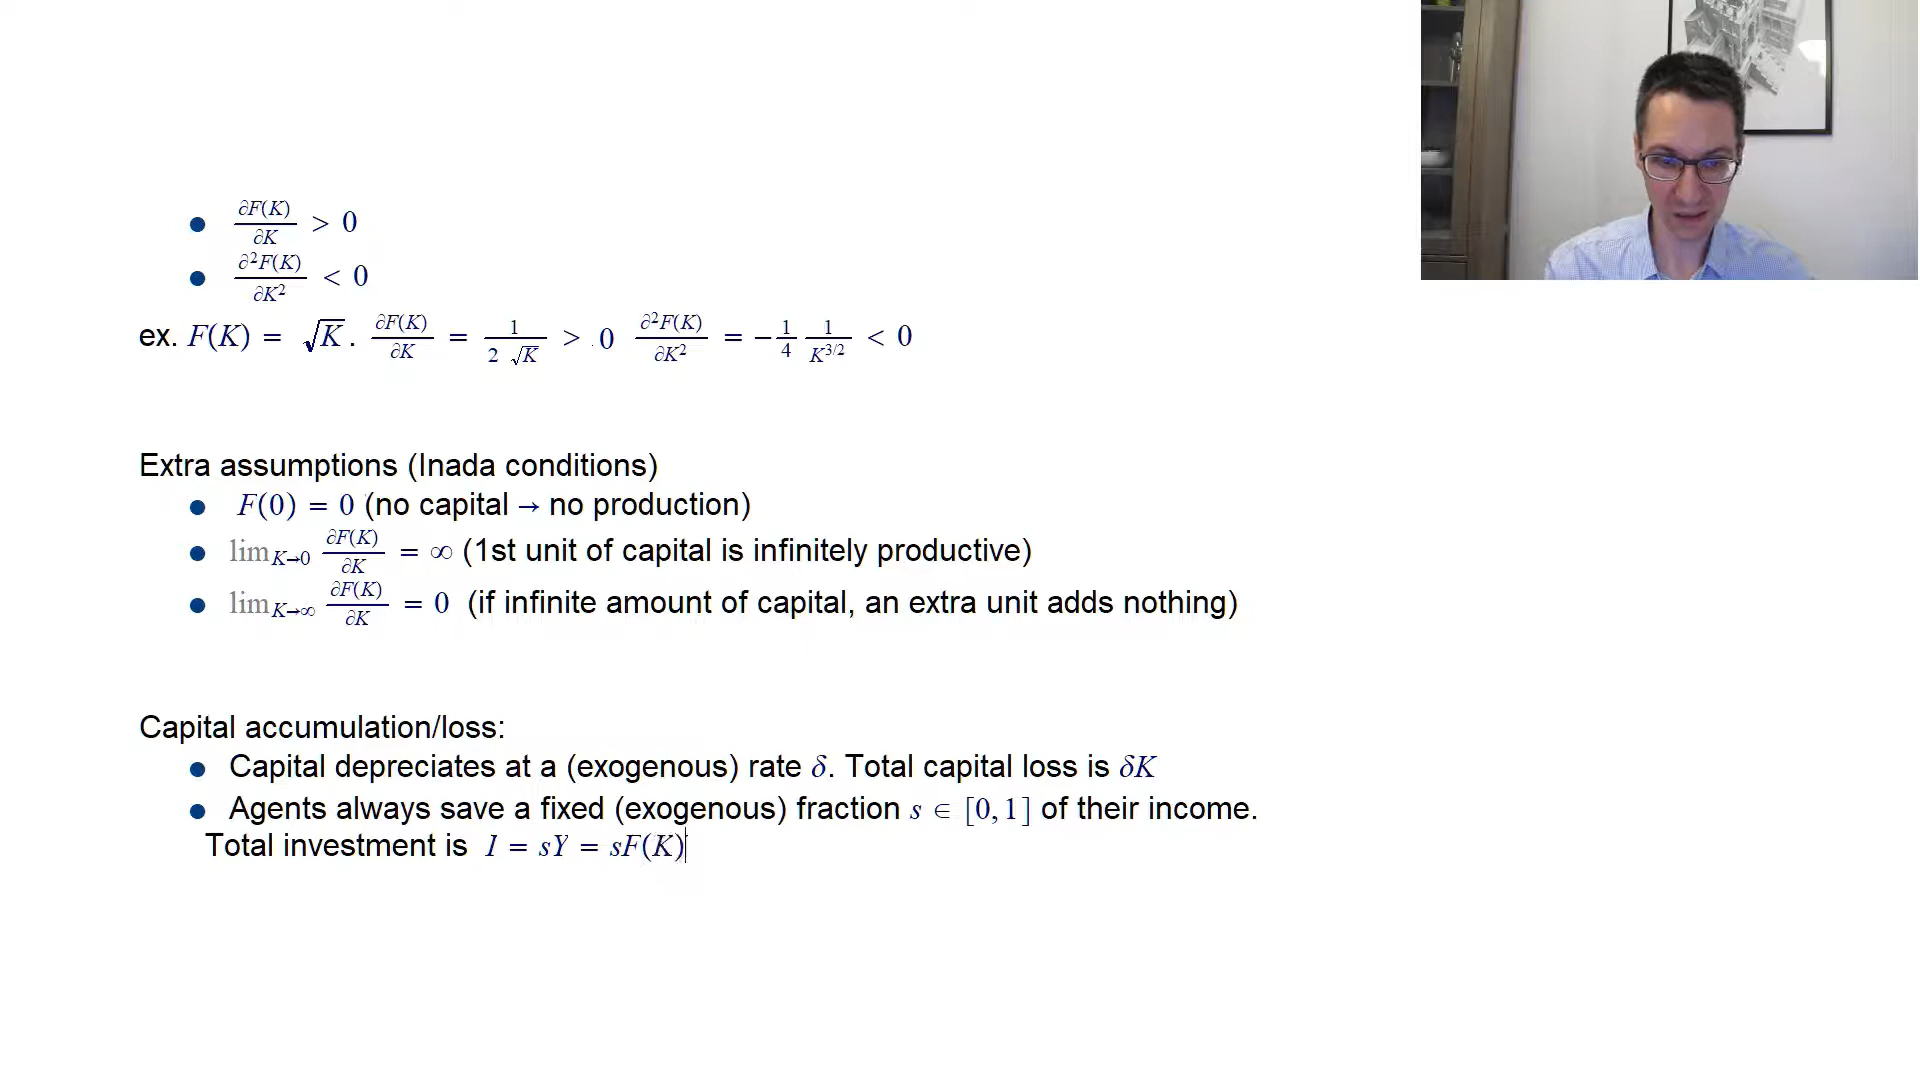 • ∂F(K)/∂K > 0
• ∂²F(K)/∂K² < 0
ex. F(K) = √K. ∂F(K)/∂K = 1/(2 √K) > 0 ∂²F(K)/∂K² = −1/4 1/K^(3/2) < 0
Extra assumptions (Inada conditions)
• F(0) = 0 (no capital → no production)
• lim K→0 ∂F(K)/∂K = ∞ (1st unit of capital is infinitely productive)
• lim K→∞ ∂F(K)/∂K = 0 (if infinite amount of capital, an extra unit adds nothing)
Capital accumulation/loss:
• Capital depreciates at a (exogenous) rate δ. Total capital loss is δK
• Agents always save a fixed (exogenous) fraction s ∈ [0, 1] of their income.
Total investment is I = sY = sF(K)